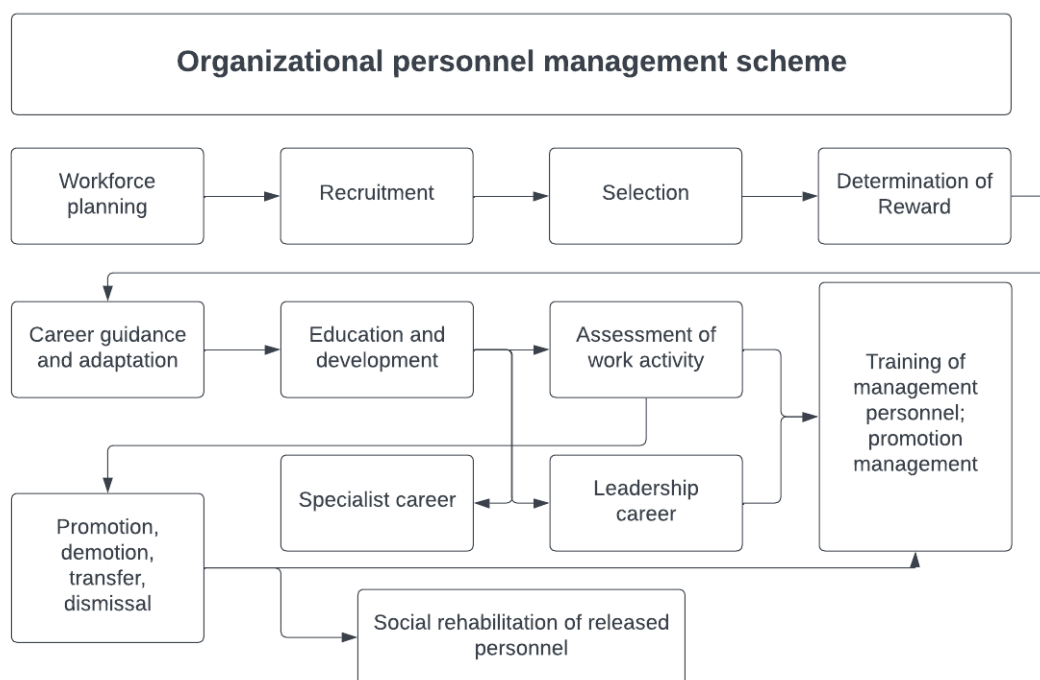 Organizational personnel management scheme
Workforce
planning
Recruitment
Selection
Determination of
Reward
Career guidance
and adaptation
Education and
development
Assessment of
work activity
Training of
management
personnel;
promotion
management
Specialist career
Leadership
career
Promotion,
demotion,
transfer,
dismissal
Social rehabilitation of released
personnel